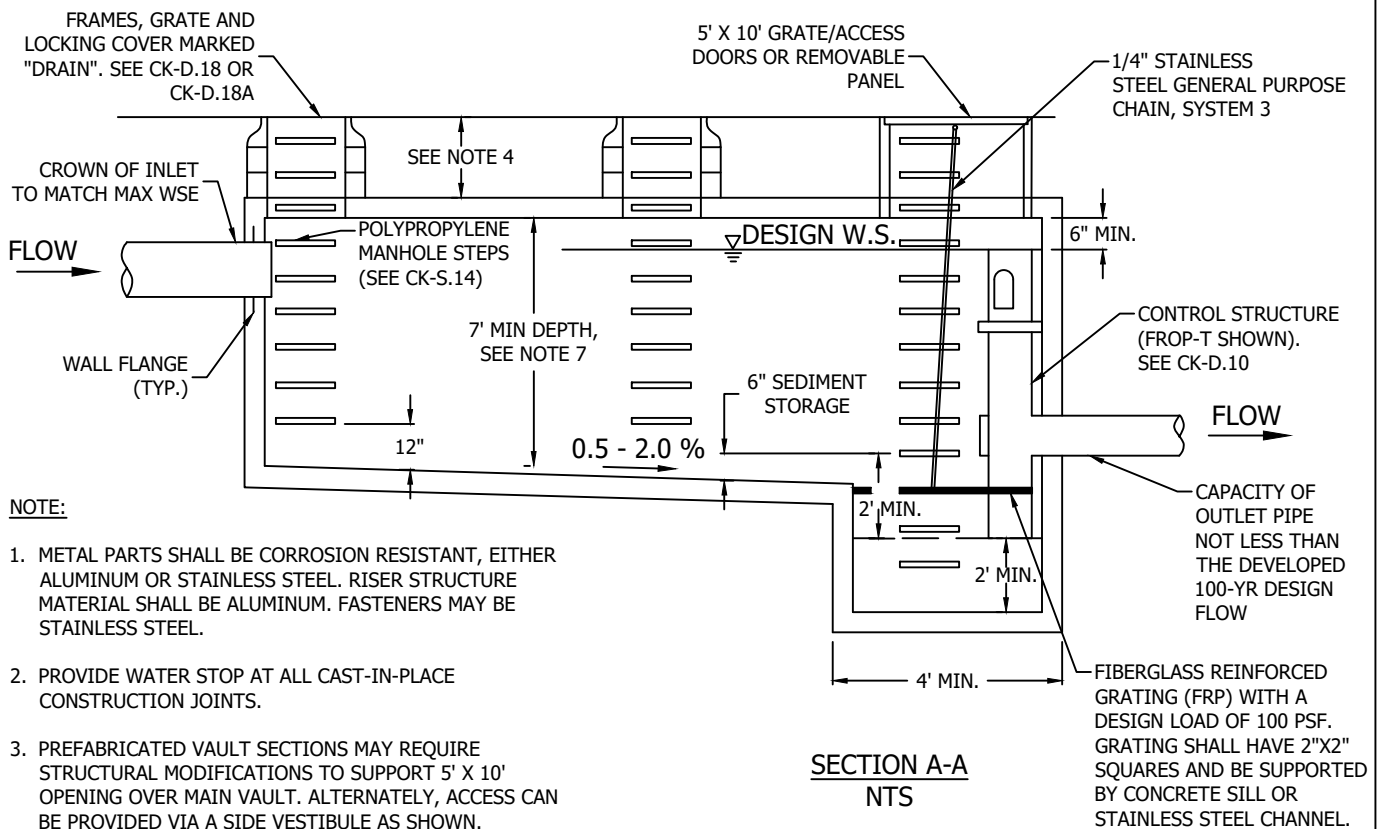 FRAMES, GRATE AND
LOCKING COVER MARKED
"DRAIN". SEE CK-D.18 OR
CK-D.18A
5' X 10' GRATE/ACCESS
DOORS OR REMOVABLE
PANEL
1/4" STAINLESS
STEEL GENERAL PURPOSE
CHAIN, SYSTEM 3
SEE NOTE 4
CROWN OF INLET
TO MATCH MAX WSE
FLOW
POLYPROPYLENE
MANHOLE STEPS
(SEE CK-S.14)
DESIGN W.S.
6" MIN.
7' MIN DEPTH,
SEE NOTE 7
CONTROL STRUCTURE
(FROP-T SHOWN).
SEE CK-D.10
WALL FLANGE
(TYP.)
6" SEDIMENT
STORAGE
FLOW
12"
0.5 - 2.0 %
2' MIN.
CAPACITY OF
OUTLET PIPE
NOT LESS THAN
THE DEVELOPED
100-YR DESIGN
FLOW
2' MIN.
4' MIN.
FIBERGLASS REINFORCED
GRATING (FRP) WITH A
DESIGN LOAD OF 100 PSF.
GRATING SHALL HAVE 2"X2"
SQUARES AND BE SUPPORTED
BY CONCRETE SILL OR
STAINLESS STEEL CHANNEL.
NOTE:
1. METAL PARTS SHALL BE CORROSION RESISTANT, EITHER
ALUMINUM OR STAINLESS STEEL. RISER STRUCTURE
MATERIAL SHALL BE ALUMINUM. FASTENERS MAY BE
STAINLESS STEEL.
2. PROVIDE WATER STOP AT ALL CAST-IN-PLACE
CONSTRUCTION JOINTS.
3. PREFABRICATED VAULT SECTIONS MAY REQUIRE
STRUCTURAL MODIFICATIONS TO SUPPORT 5' X 10'
OPENING OVER MAIN VAULT. ALTERNATELY, ACCESS CAN
BE PROVIDED VIA A SIDE VESTIBULE AS SHOWN.
SECTION A-A
NTS